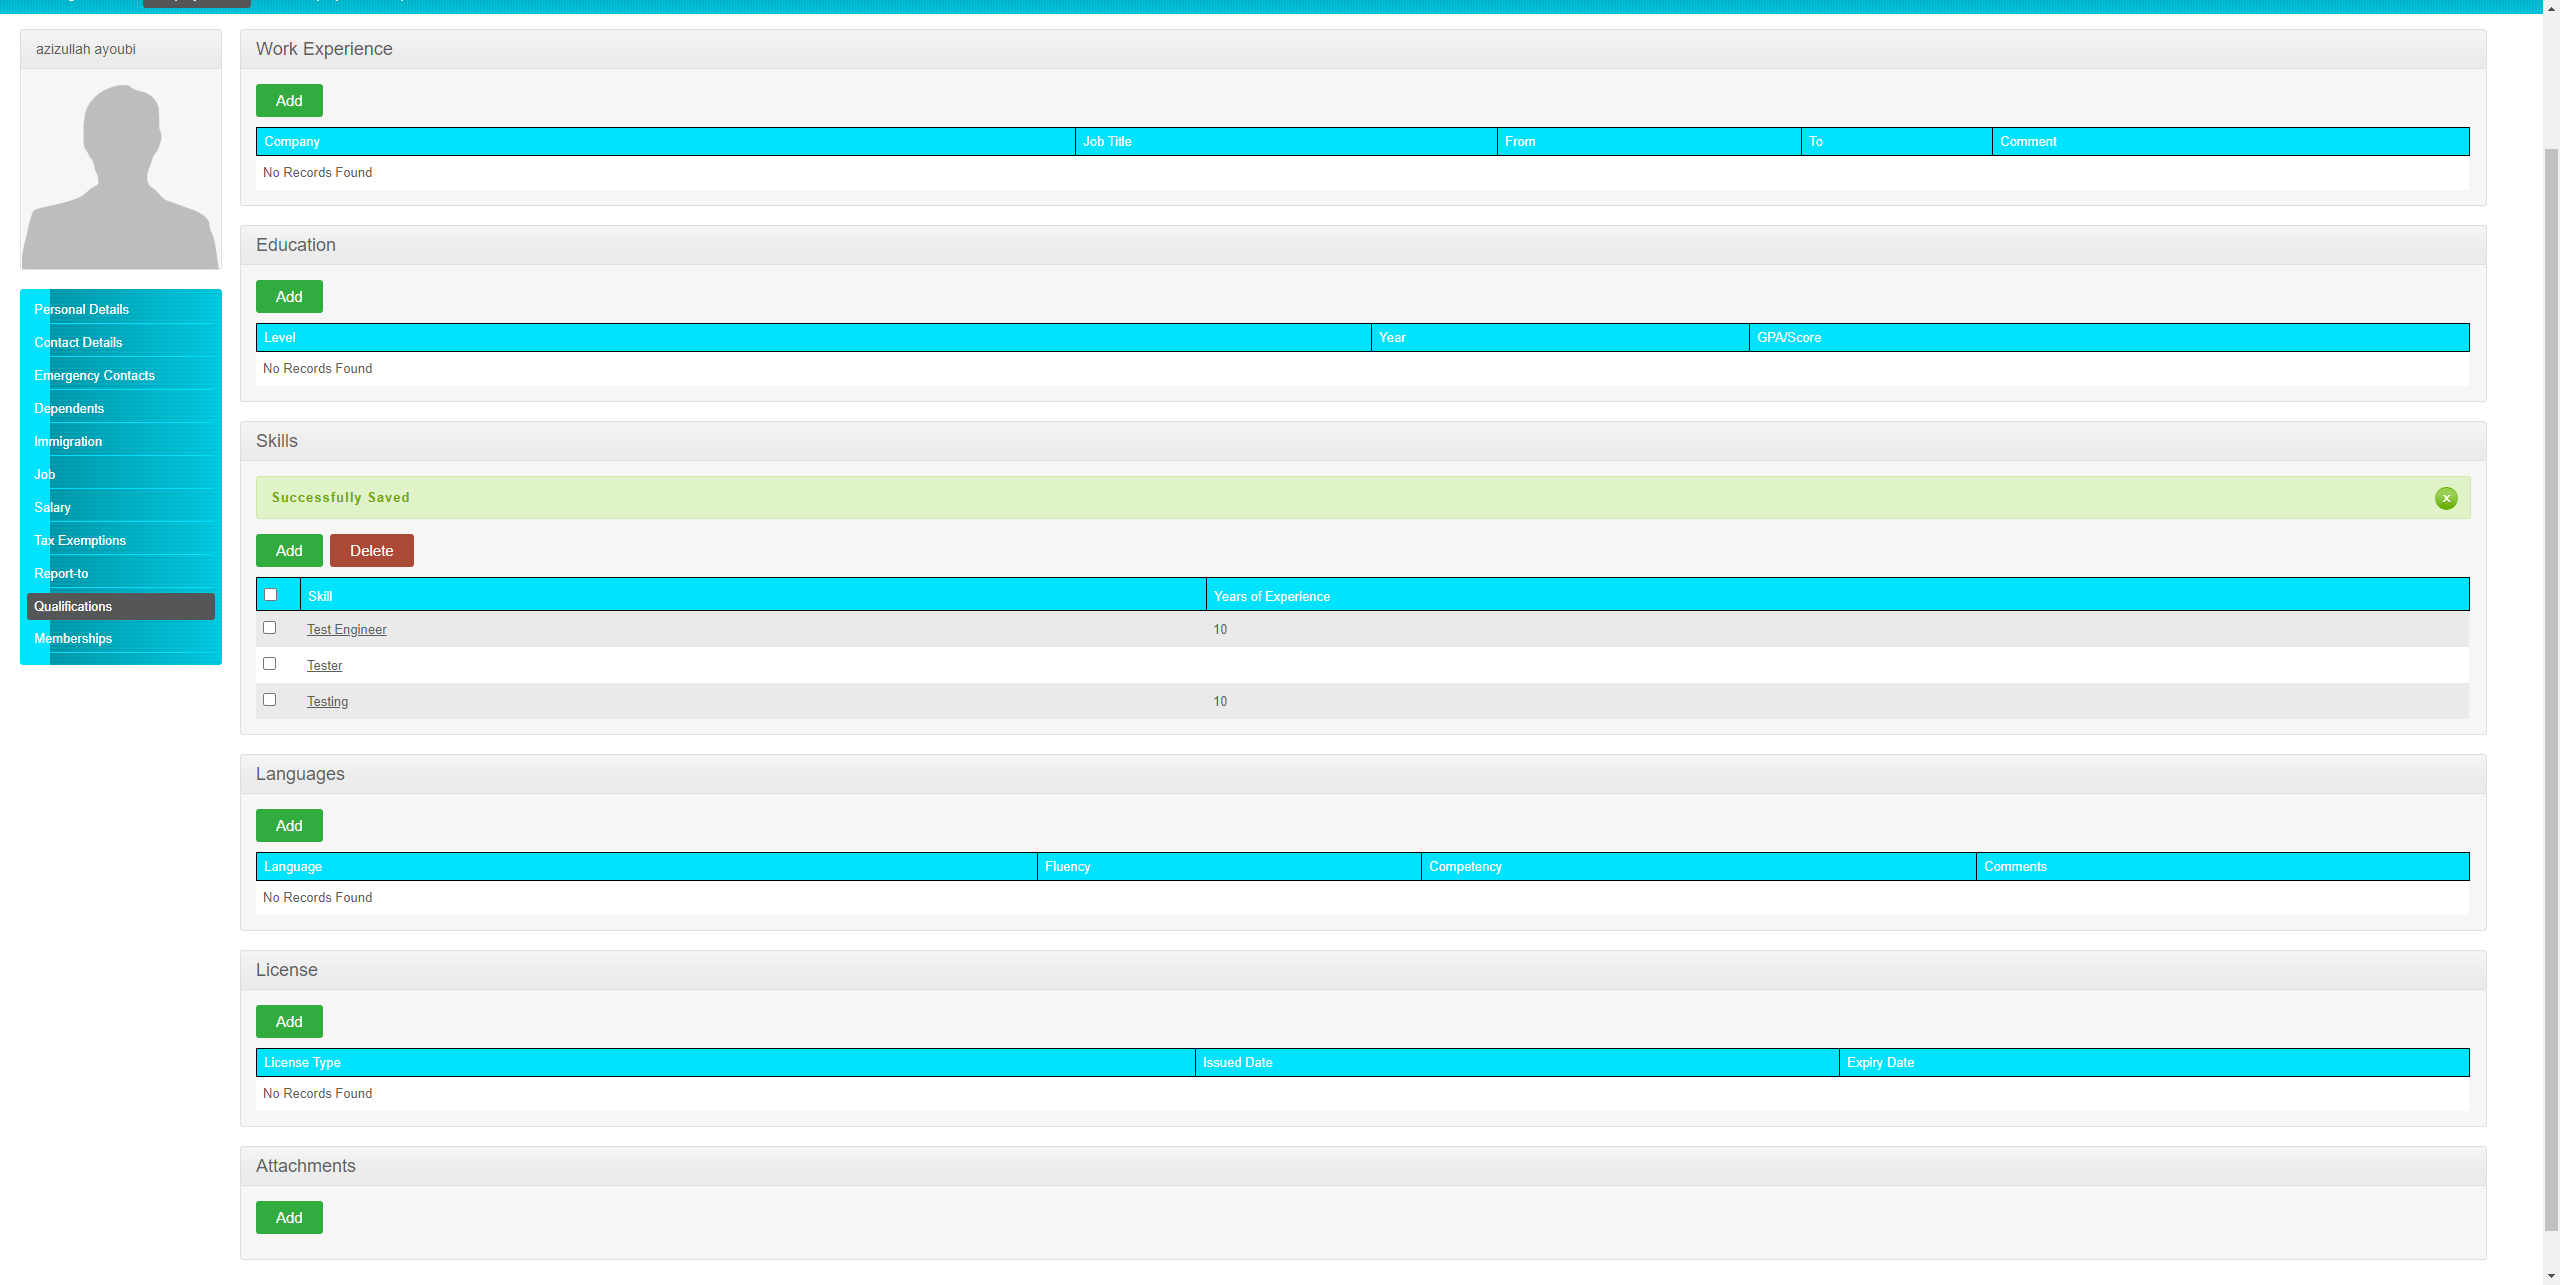 azizullah ayoubi
Personal Details
Contact Details
Emergency Contacts
Dependents
Immigration
Job
Salary
Tax Exemptions
Report-to
Qualifications
Memberships
Work Experience
Add
Company Job Title From To Comment
No Records Found
Education
Add
Level Year GPA/Score
No Records Found
Skills
Successfully Saved
Add Delete
Skill Years of Experience
Test Engineer 10
Tester
Testing 10
Languages
Add
Language Fluency Competency Comments
No Records Found
License
Add
License Type Issued Date Expiry Date
No Records Found
Attachments
Add